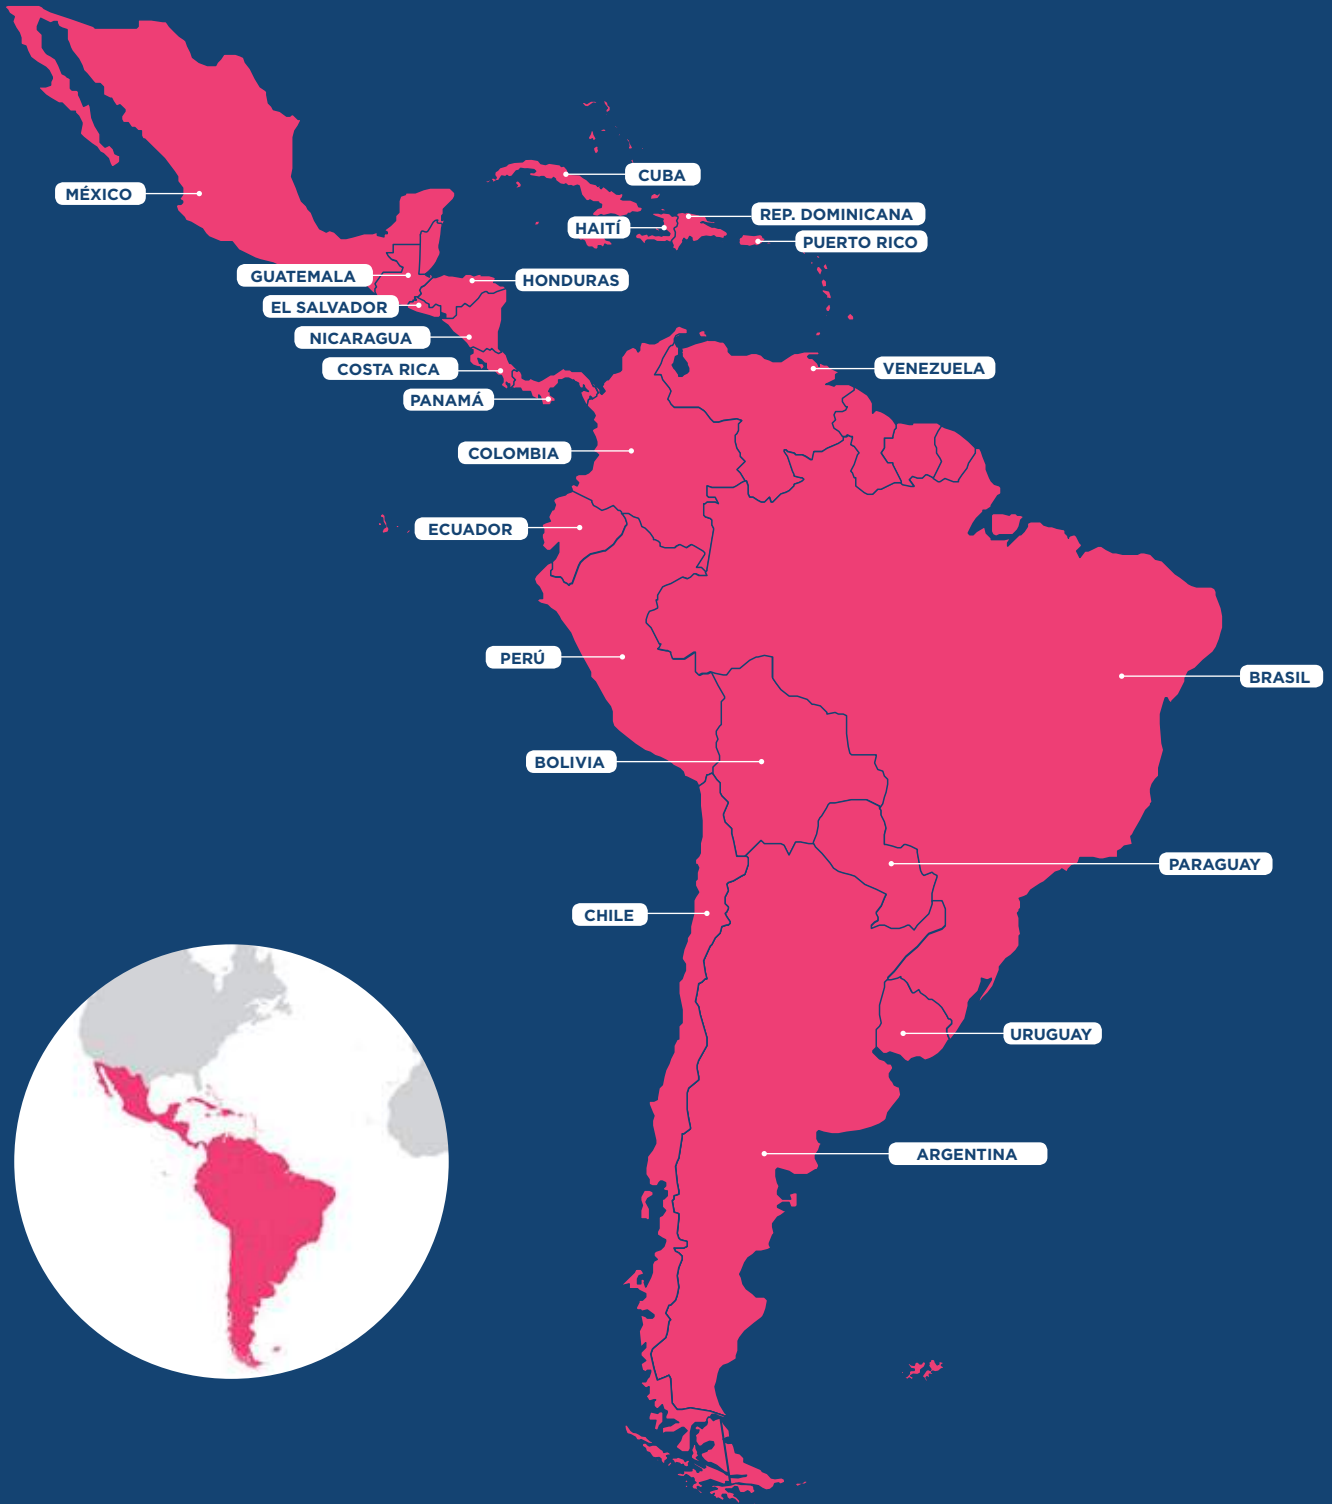 CUBA
MÉXICO
REP. DOMINICANA
HAITÍ
PUERTO RICO
GUATEMALA
HONDURAS
EL SALVADOR
NICARAGUA
COSTA RICA
VENEZUELA
PANAMÁ
COLOMBIA
ECUADOR
PERÚ
BRASIL
BOLIVIA
PARAGUAY
CHILE
URUGUAY
ARGENTINA